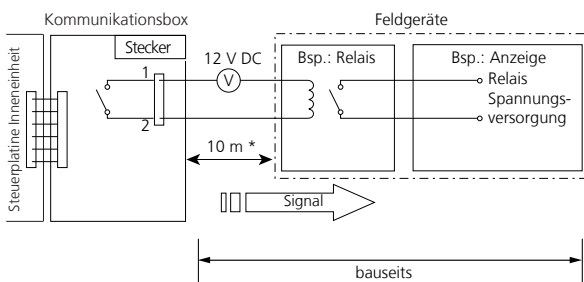 Kommunikationsbox
Feldgeräte
Stecker
12 V DC
Bsp.: Relais
Bsp.: Anzeige
1
V
Relais
Spannungs-
versorgung
2
10 m *
Steuerplatine Inneneinheit
Signal
bauseits